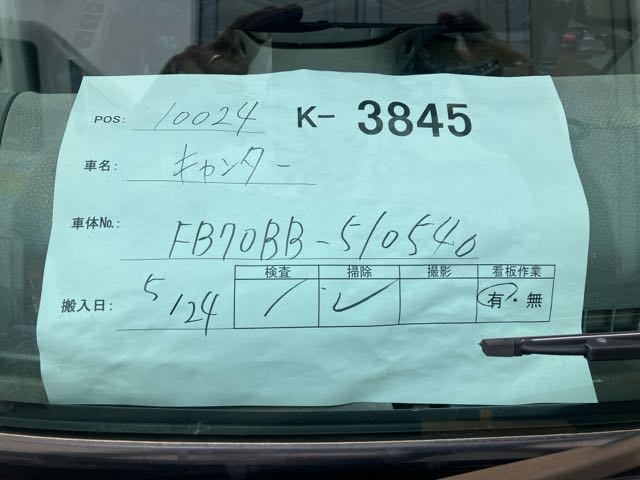 POS: 10024 K- 3845
車名: キャンター
車体No.: FB70BB-510540
検査 掃除 撮影 看板作業
搬入日: 5/24 有・無